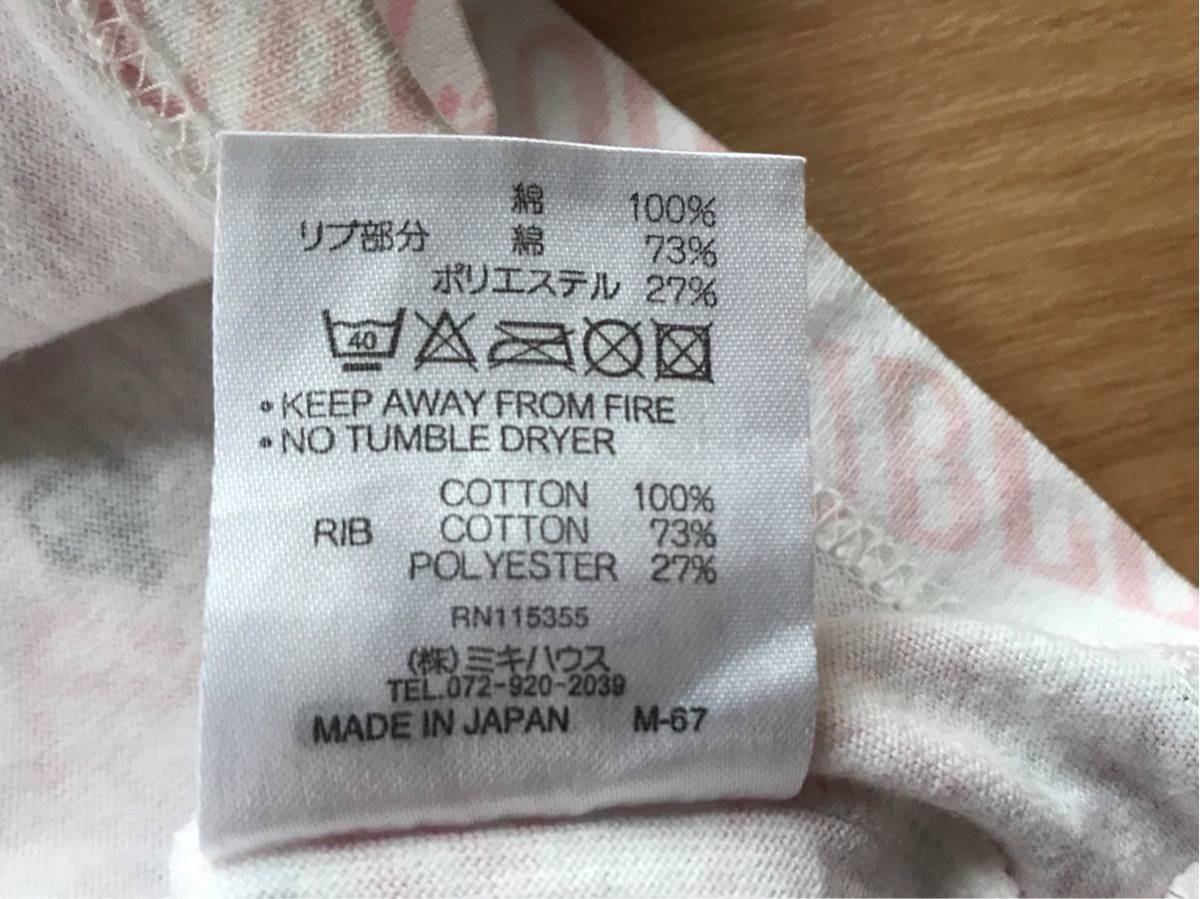 綿 100%
リブ部分 綿 73%
ポリエステル 27%
40
• KEEP AWAY FROM FIRE
• NO TUMBLE DRYER
COTTON 100%
RIB COTTON 73%
POLYESTER 27%
RN115355
(株)ミキハウス
TEL.072-920-2039
MADE IN JAPAN M-67